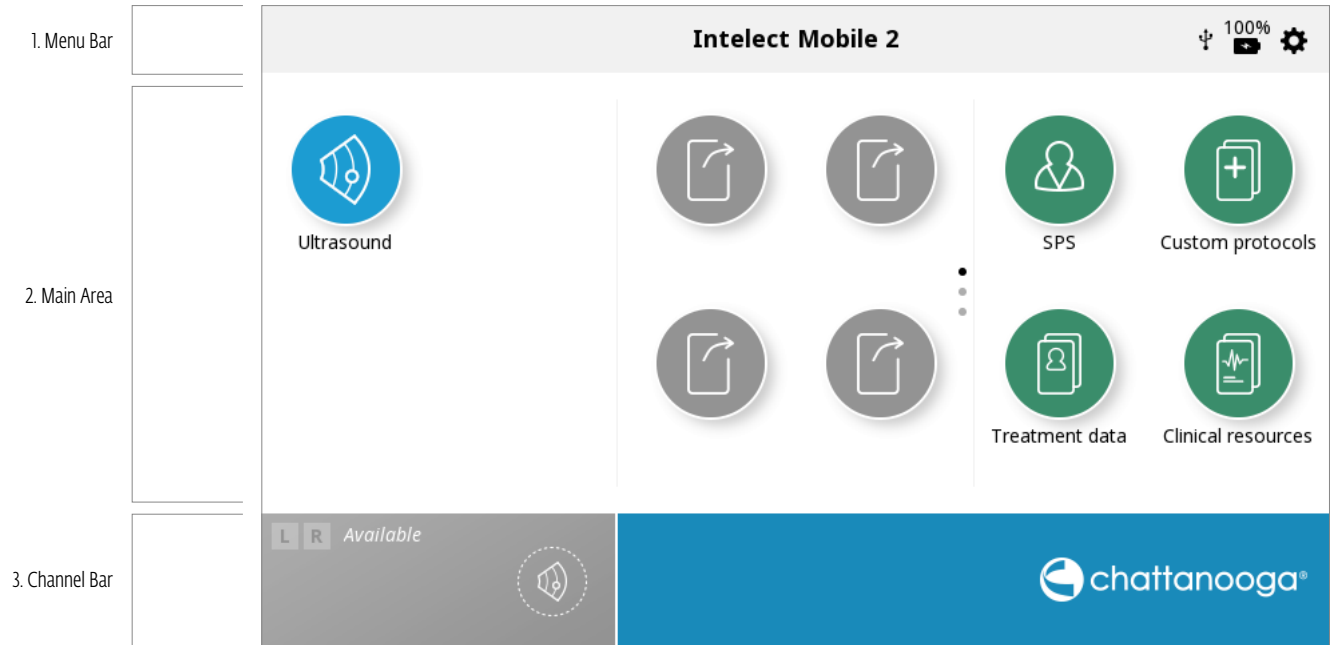 1. Menu Bar
Intelect Mobile 2
100%
2. Main Area
Ultrasound
SPS
Custom protocols
Treatment data
Clinical resources
3. Channel Bar
L R Available
chattanooga®